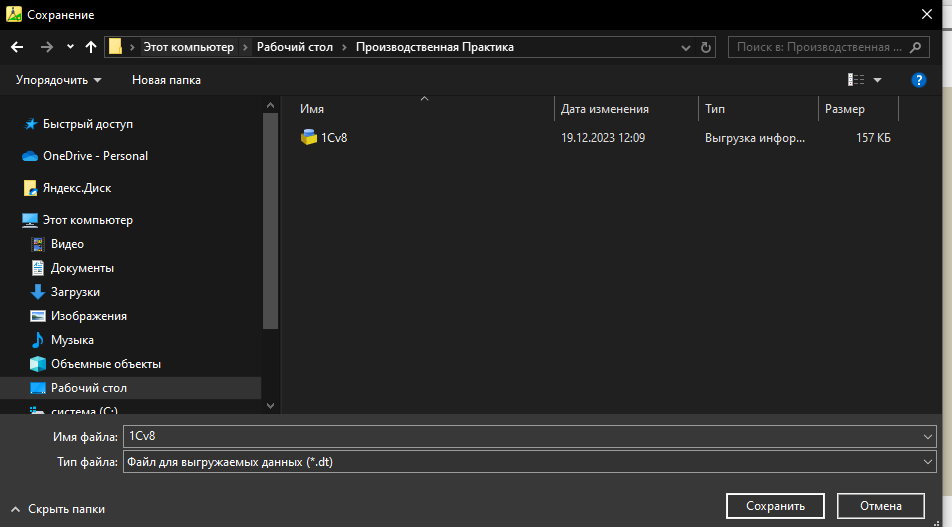 Сохранение
Этот компьютер › Рабочий стол › Производственная Практика
Поиск в: Производственная ...
Упорядочить
Новая папка
?
Имя
Дата изменения
Тип
Размер
1Cv8
19.12.2023 12:09
Выгрузка инфор...
157 КБ
Быстрый доступ
OneDrive - Personal
Яндекс.Диск
Этот компьютер
Видео
Документы
Загрузки
Изображения
Музыка
Объемные объекты
Рабочий стол
система (C:)
Имя файла: 1Cv8
Тип файла: Файл для выгружаемых данных (*.dt)
Скрыть папки
Сохранить
Отмена